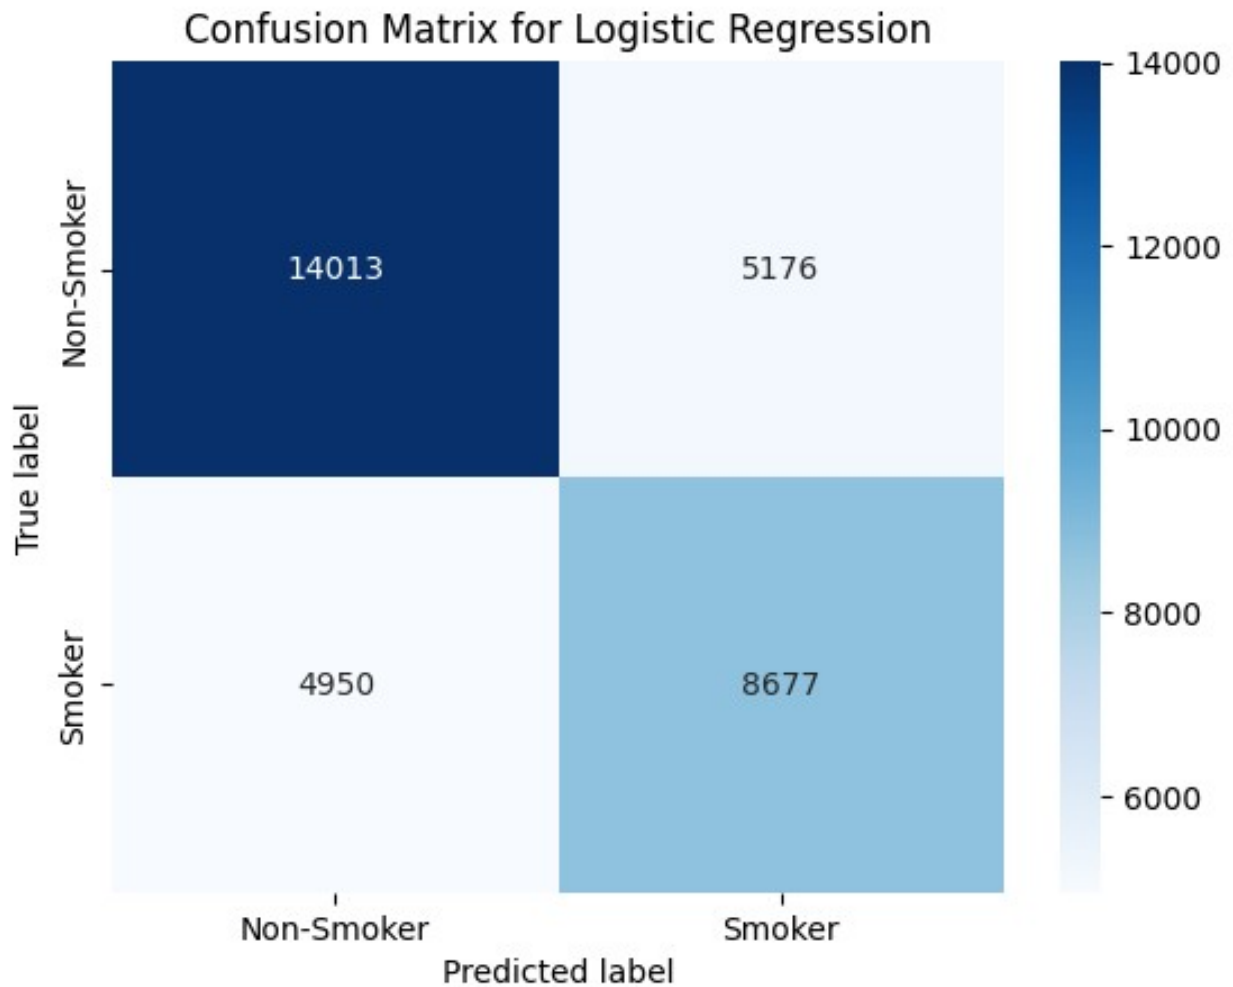 Confusion Matrix for Logistic Regression
True label
Non-Smoker
Smoker
14013
5176
4950
8677
Non-Smoker
Smoker
Predicted label
14000
12000
10000
8000
6000